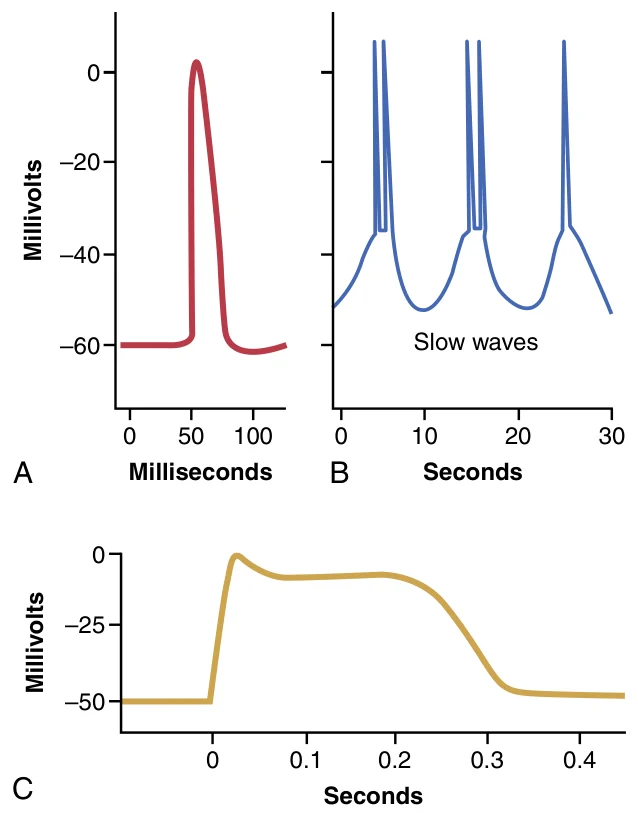 0
–20
–40
–60
Millivolts
0 50 100
Milliseconds
A
Slow waves
0 10 20 30
Seconds
B
0
–25
–50
Millivolts
0 0.1 0.2 0.3 0.4
Seconds
C